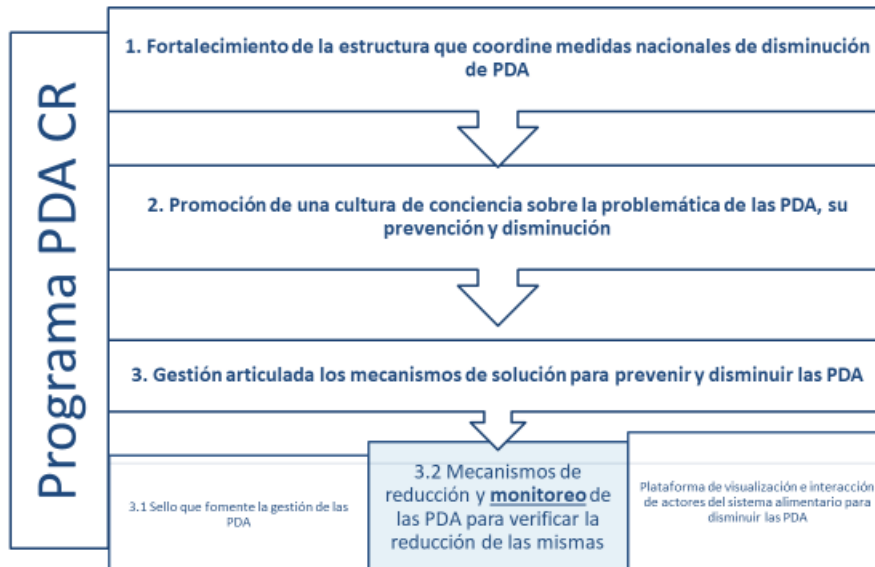 Programa PDA CR
1. Fortalecimiento de la estructura que coordine medidas nacionales de disminución
de PDA
2. Promoción de una cultura de conciencia sobre la problemática de las PDA, su
prevención y disminución
3. Gestión articulada los mecanismos de solución para prevenir y disminuir las PDA
3.1 Sello que fomente la gestión de las
PDA
3.2 Mecanismos de
reducción y monitoreo de
las PDA para verificar la
reducción de las mismas
Plataforma de visualización e interacción
de actores del sistema alimentario para
disminuir las PDA